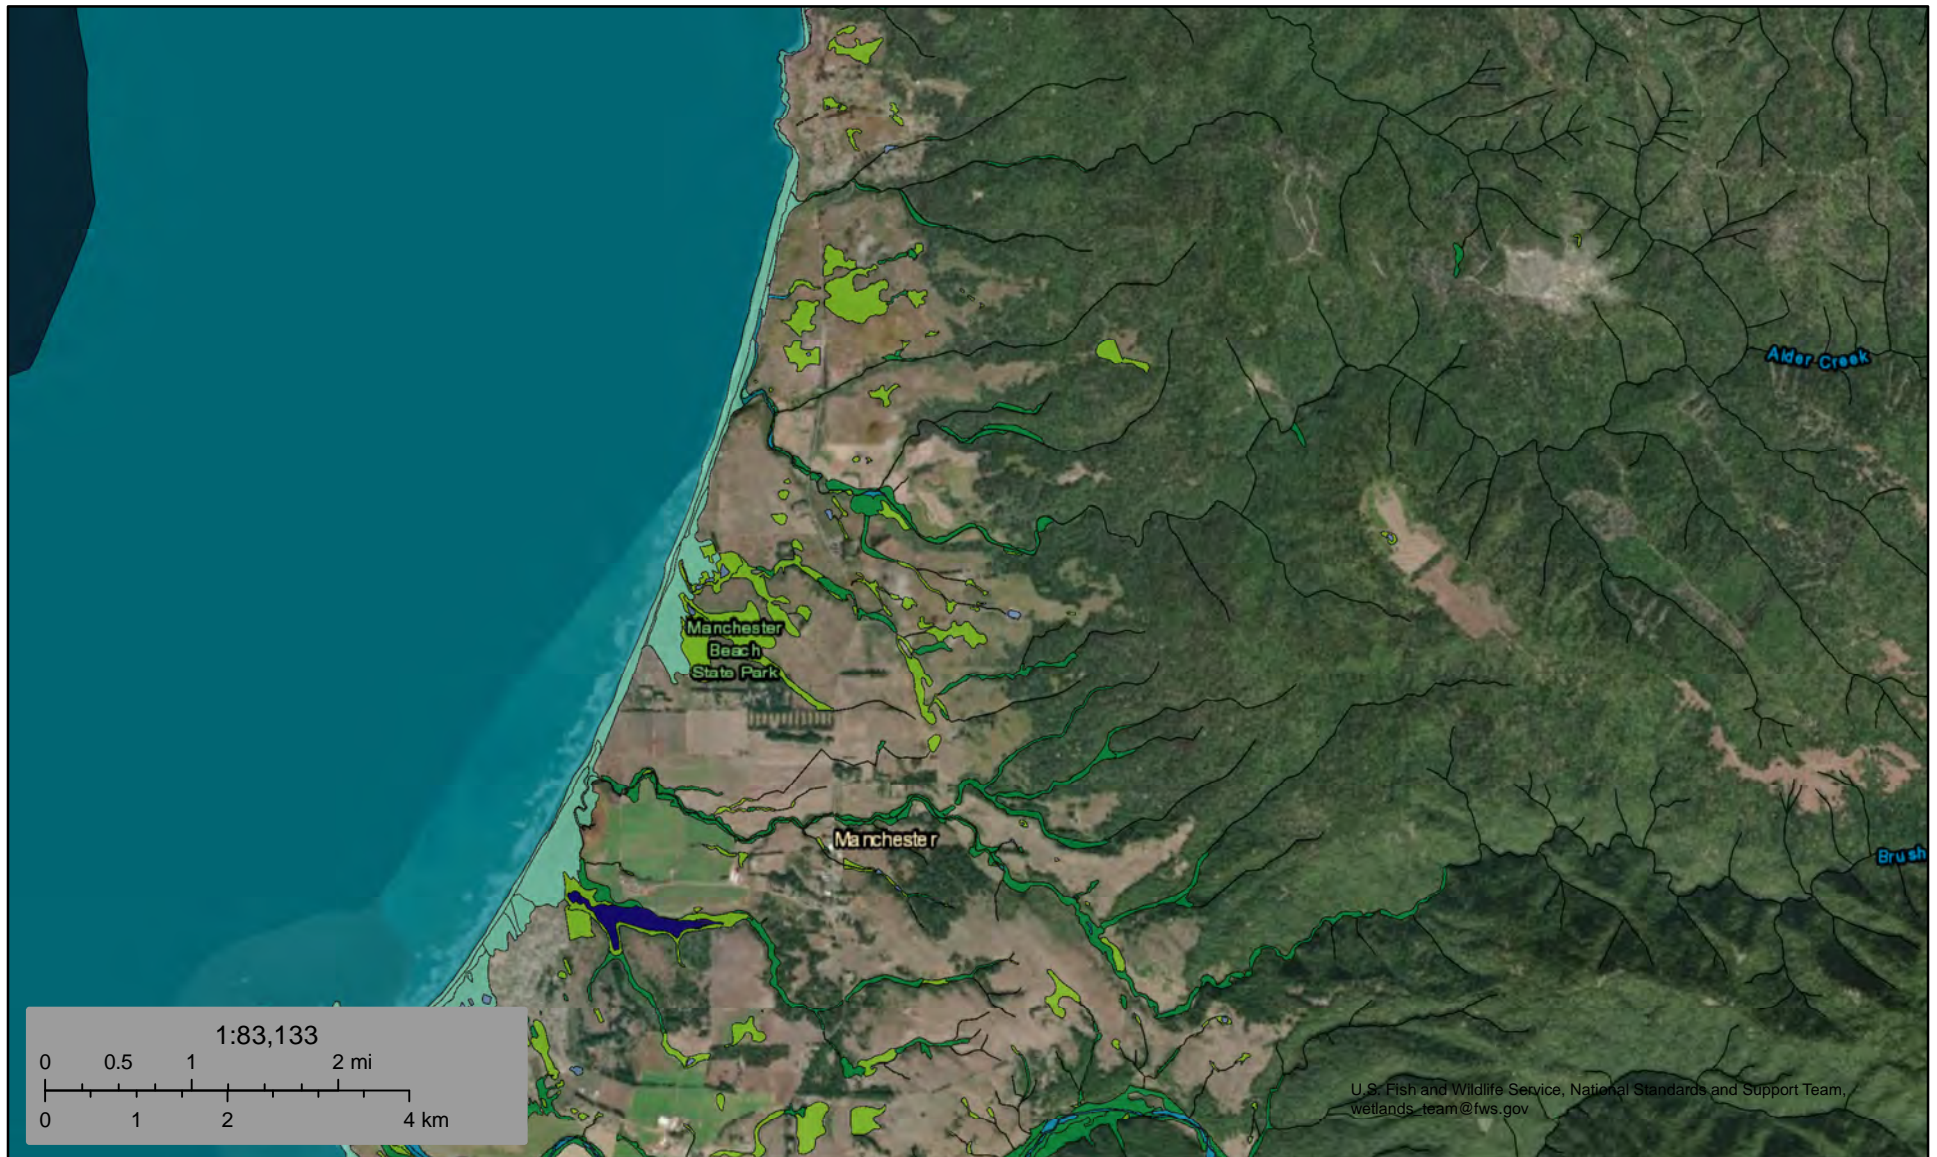 Alder Creek
Manchester
Beach
State Park
Manchester
Brush
1:83,133
0 0.5 1 2 mi
0 1 2 4 km
U.S. Fish and Wildlife Service, National Standards and Support Team,
wetlands_team@fws.gov